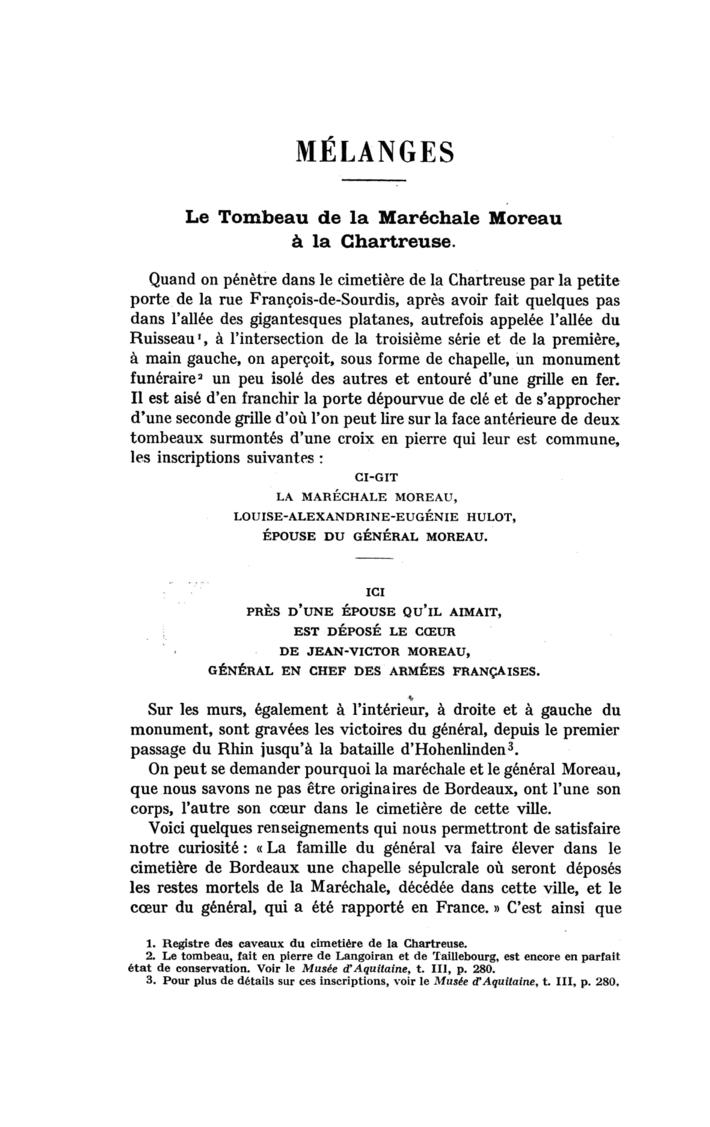 MÉLANGES
Le Tombeau de la Maréchale Moreau
à la Chartreuse.
Quand on pénètre dans le cimetière de la Chartreuse par la petite
porte de la rue François-de-Sourdis, après avoir fait quelques pas
dans l'allée des gigantesques platanes, autrefois appelée l'allée du
Ruisseau¹, à l'intersection de la troisième série et de la première,
à main gauche, on aperçoit, sous forme de chapelle, un monument
funéraire² un peu isolé des autres et entouré d'une grille en fer.
Il est aisé d'en franchir la porte dépourvue de clé et de s'approcher
d'une seconde grille d'où l'on peut lire sur la face antérieure de deux
tombeaux surmontés d'une croix en pierre qui leur est commune,
les inscriptions suivantes :
CI-GIT
LA MARÉCHALE MOREAU,
LOUISE-ALEXANDRINE-EUGÉNIE HULOT,
ÉPOUSE DU GÉNÉRAL MOREAU.
ICI
PRÈS D'UNE ÉPOUSE QU'IL AIMAIT,
EST DÉPOSÉ LE CŒUR
DE JEAN-VICTOR MOREAU,
GÉNÉRAL EN CHEF DES ARMÉES FRANÇAISES.
Sur les murs, également à l'intérieur, à droite et à gauche du
monument, sont gravées les victoires du général, depuis le premier
passage du Rhin jusqu'à la bataille d'Hohenlinden³.
On peut se demander pourquoi la maréchale et le général Moreau,
que nous savons ne pas être originaires de Bordeaux, ont l'une son
corps, l'autre son cœur dans le cimetière de cette ville.
Voici quelques renseignements qui nous permettront de satisfaire
notre curiosité : « La famille du général va faire élever dans le
cimetière de Bordeaux une chapelle sépulcrale où seront déposés
les restes mortels de la Maréchale, décédée dans cette ville, et le
cœur du général, qui a été rapporté en France. » C'est ainsi que
1. Registre des caveaux du cimetière de la Chartreuse.
2. Le tombeau, fait en pierre de Langoiran et de Taillebourg, est encore en parfait
état de conservation. Voir le Musée d'Aquitaine, t. III, p. 280.
3. Pour plus de détails sur ces inscriptions, voir le Musée d'Aquitaine, t. III, p. 280.